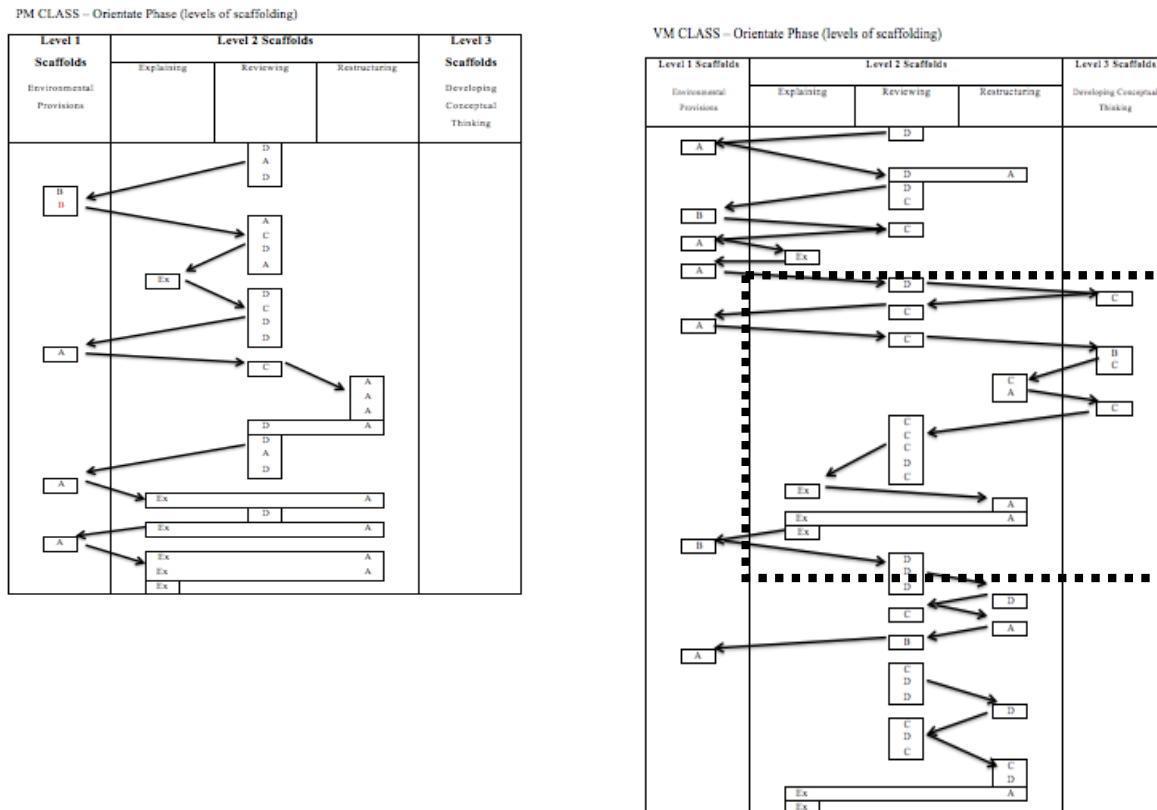 PM CLASS – Orientate Phase (levels of scaffolding)
Level 1
Scaffolds
Environmental
Provisions
Level 2 Scaffolds
Explaining
Reviewing
Restructuring
Level 3
Scaffolds
Developing
Conceptual
Thinking
D
A
D
B
B
A
C
D
A
Ex
D
C
D
D
A
C
A
A
A
D A
D
A
D
A
Ex A
D
Ex A
A
Ex A
Ex A
Ex
VM CLASS – Orientate Phase (levels of scaffolding)
Level 1 Scaffolds
Environmental
Provisions
Level 2 Scaffolds
Explaining
Reviewing
Restructuring
Level 3 Scaffolds
Developing Conceptual
Thinking
D
A
D A
D
C
B
C
A
Ex
A
D
C
C
A
C
B
C
C
A
C
C
C
C
D
C
Ex
A
Ex A
Ex
B
D
D
D
D
C
A
B
A
C
D
D
D
C
D
C
C
D
Ex A
Ex